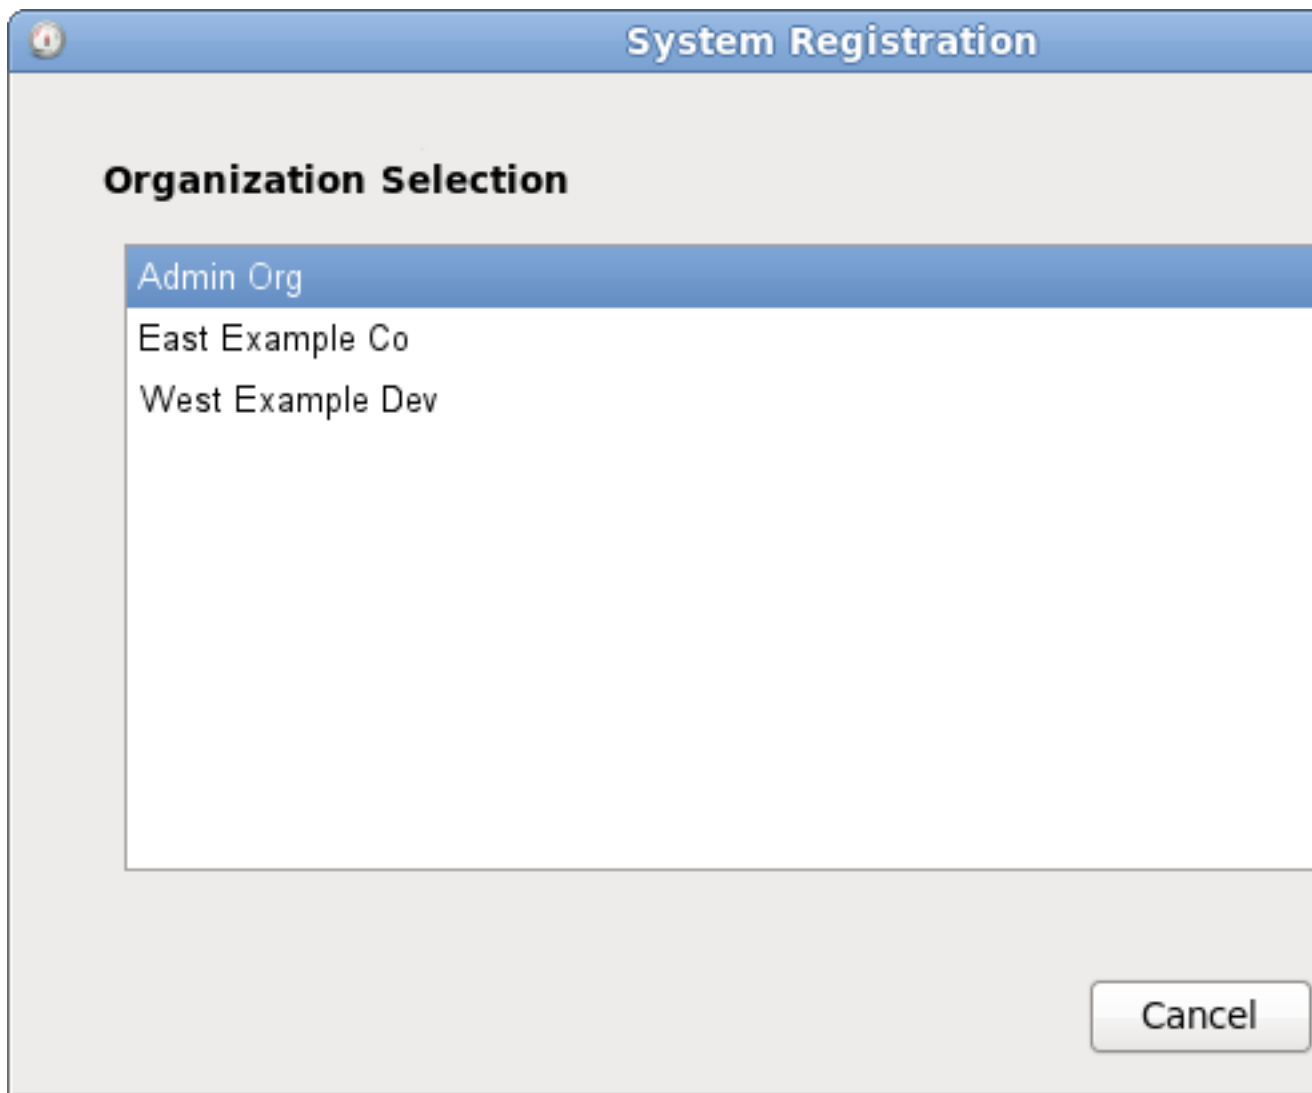 System Registration
Organization Selection
Admin Org
East Example Co
West Example Dev
Cancel